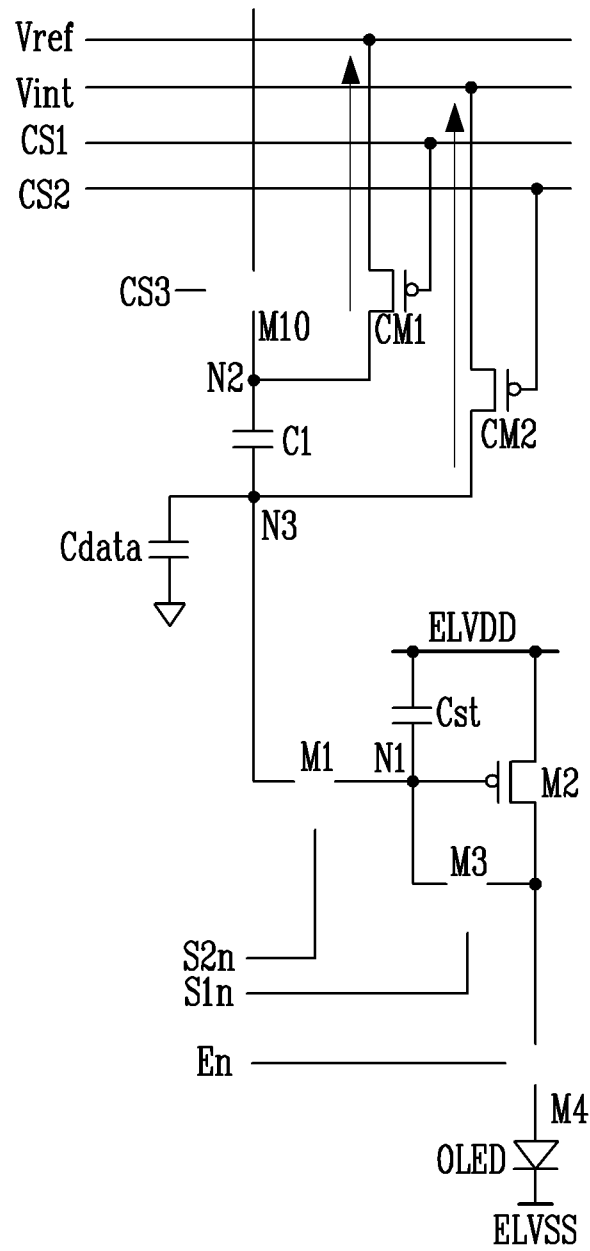 Vref
Vint
CS1
CS2
CS3
M10
CM1
N2
C1
CM2
N3
Cdata
ELVDD
Cst
M1
N1
M2
M3
S2n
S1n
En
M4
OLED
ELVSS